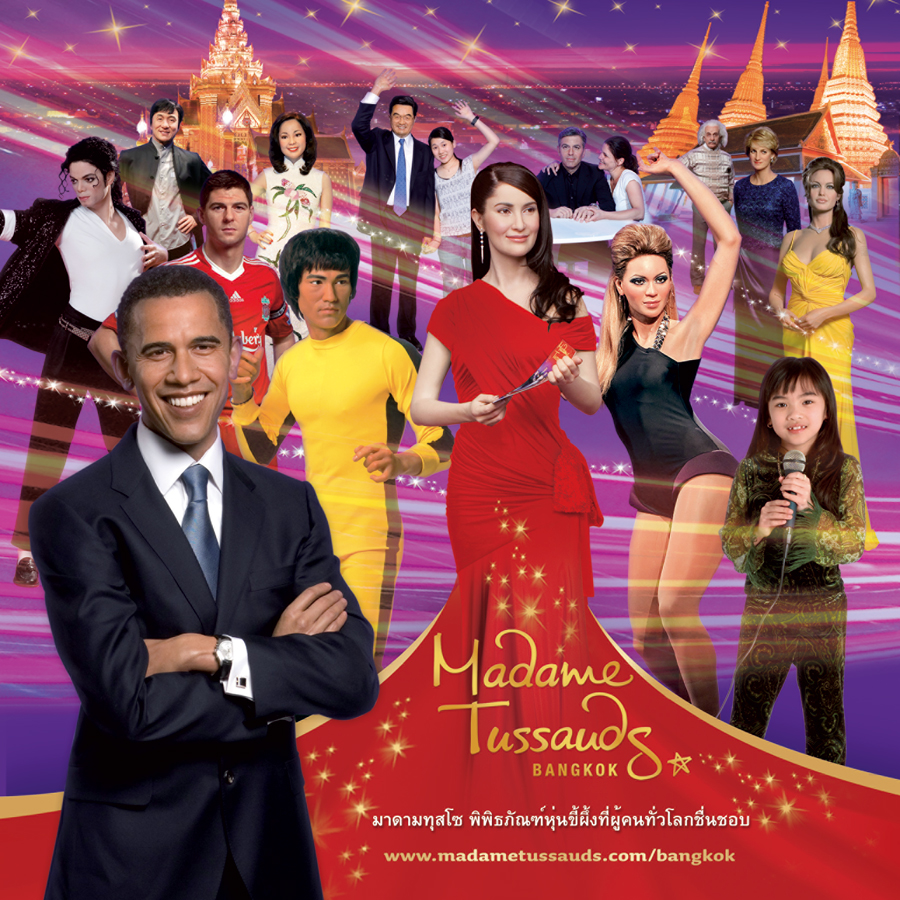 adidas
Carlsberg
Madame
Tussauds
BANGKOK
มาดามทุสโซ พิพิธภัณฑ์หุ่นขี้ผึ้งที่ผู้คนทั่วโลกชื่นชอบ
www.madametussauds.com/bangkok